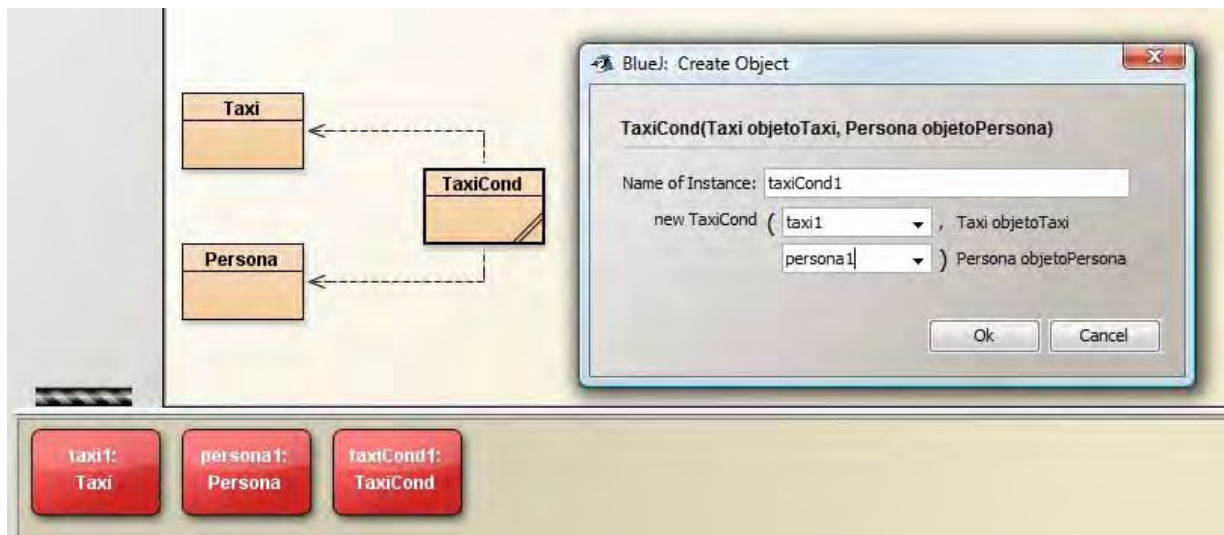 BlueJ: Create Object
Taxi
TaxiCond
Persona
TaxiCond(Taxi objetoTaxi, Persona objetoPersona)
Name of Instance: taxiCond1
new TaxiCond ( taxi1 , Taxi objetoTaxi
persona1 ) Persona objetoPersona
Ok Cancel
taxi1:
Taxi
persona1:
Persona
taxiCond1:
TaxiCond